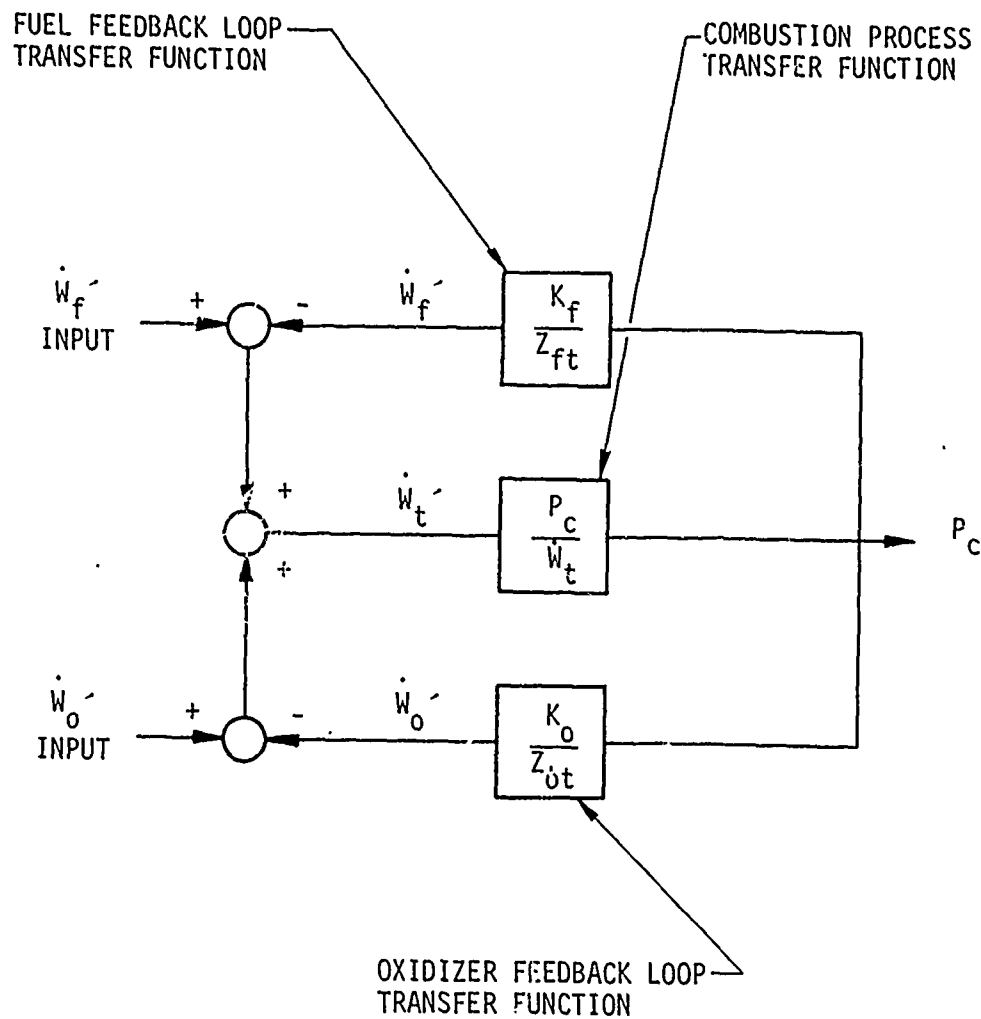 FUEL FEEDBACK LOOP
TRANSFER FUNCTION
COMBUSTION PROCESS
TRANSFER FUNCTION
Ẇf′
INPUT
+
-
Ẇf′
Kf
Zft
+
Ẇt′
Pc
Ẇt
Pc
+
Ẇo′
INPUT
+
-
Ẇo′
Ko
Zot
OXIDIZER FEEDBACK LOOP
TRANSFER FUNCTION